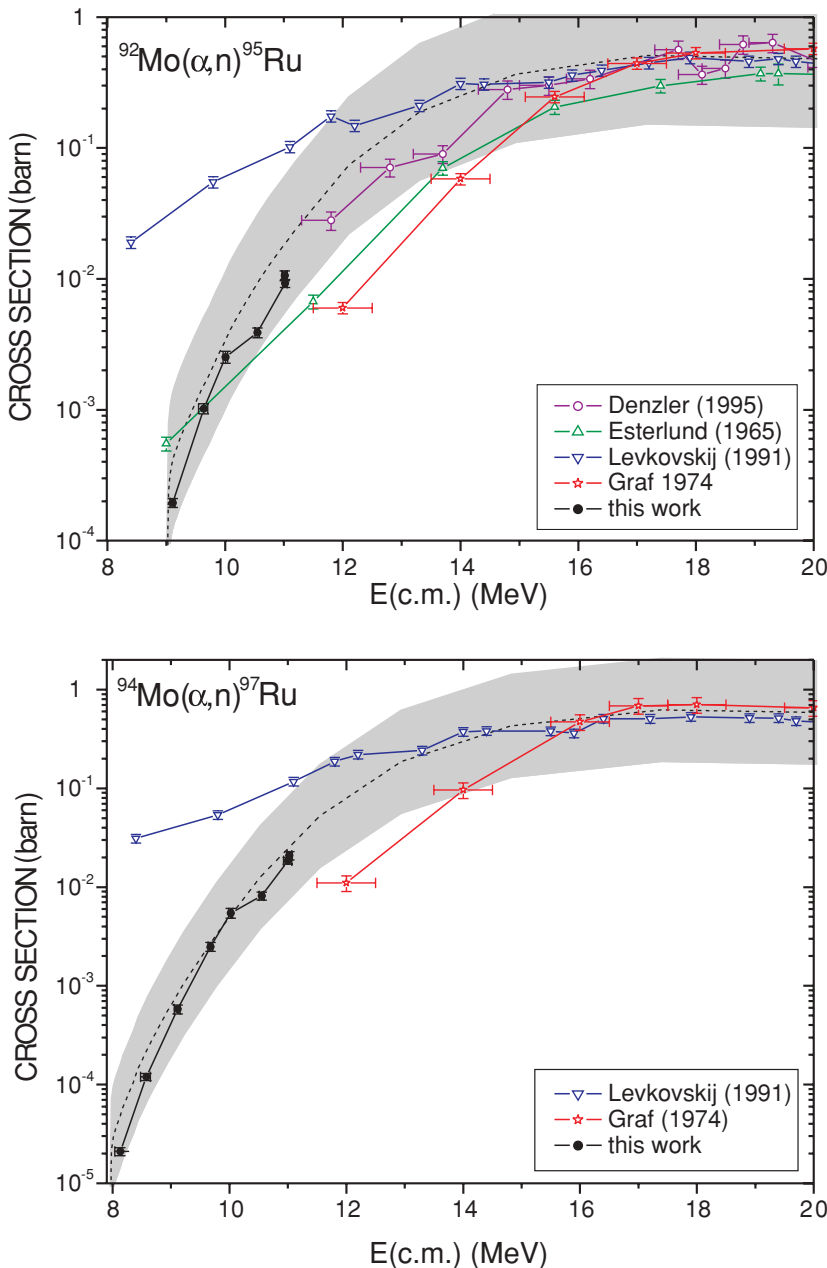 1
⁹²Mo(α,n)⁹⁵Ru
10⁻¹
10⁻²
10⁻³
10⁻⁴
CROSS SECTION (barn)
Denzler (1995)
Esterlund (1965)
Levkovskij (1991)
Graf 1974
this work
8 10 12 14 16 18 20
E(c.m.) (MeV)
⁹⁴Mo(α,n)⁹⁷Ru
1
10⁻¹
10⁻²
10⁻³
10⁻⁴
10⁻⁵
CROSS SECTION (barn)
Levkovskij (1991)
Graf (1974)
this work
8 10 12 14 16 18 20
E(c.m.) (MeV)